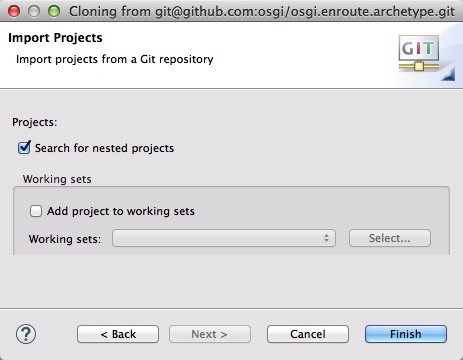 Cloning from git@github.com:osgi/osgi.enroute.archetype.git
Import Projects
Import projects from a Git repository
GIT
Projects:
Search for nested projects
Working sets
Add project to working sets
Working sets:
Select...
?
< Back
Next >
Cancel
Finish